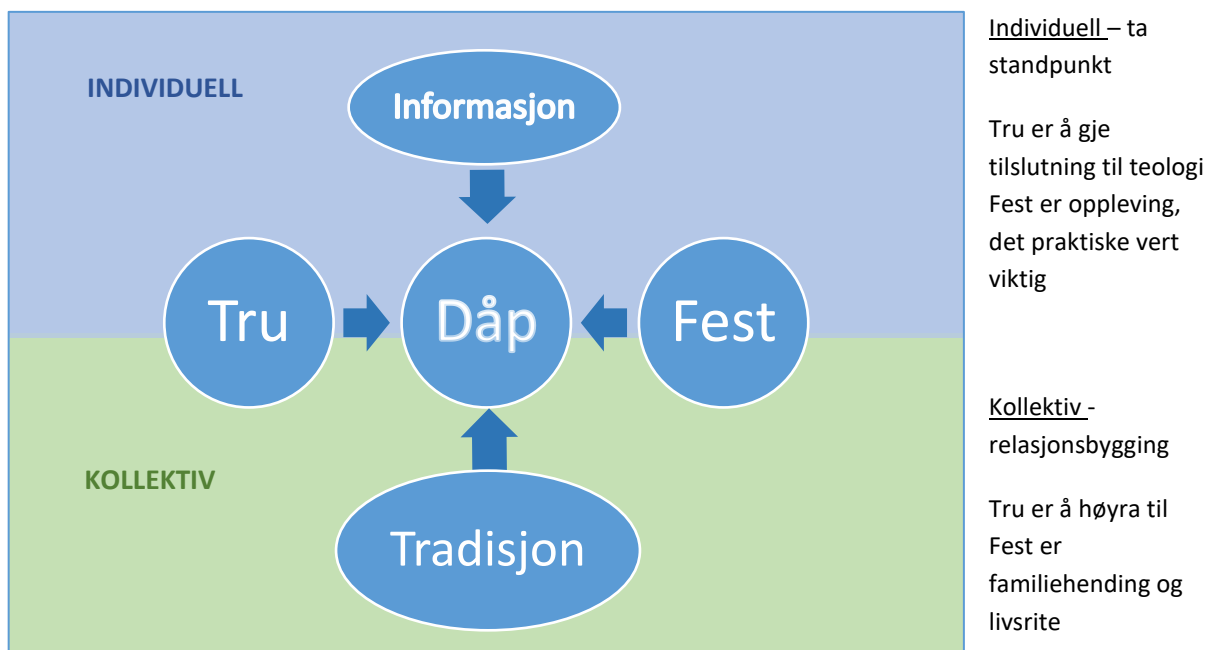 INDIVIDUELL
Informasjon
Tru
Dåp
Fest
KOLLEKTIV
Tradisjon
Individuell – ta
standpunkt
Tru er å gje
tilslutning til teologi
Fest er oppleving,
det praktiske vert
viktig
Kollektiv -
relasjonsbygging
Tru er å høyra til
Fest er
familiehending og
livsrite